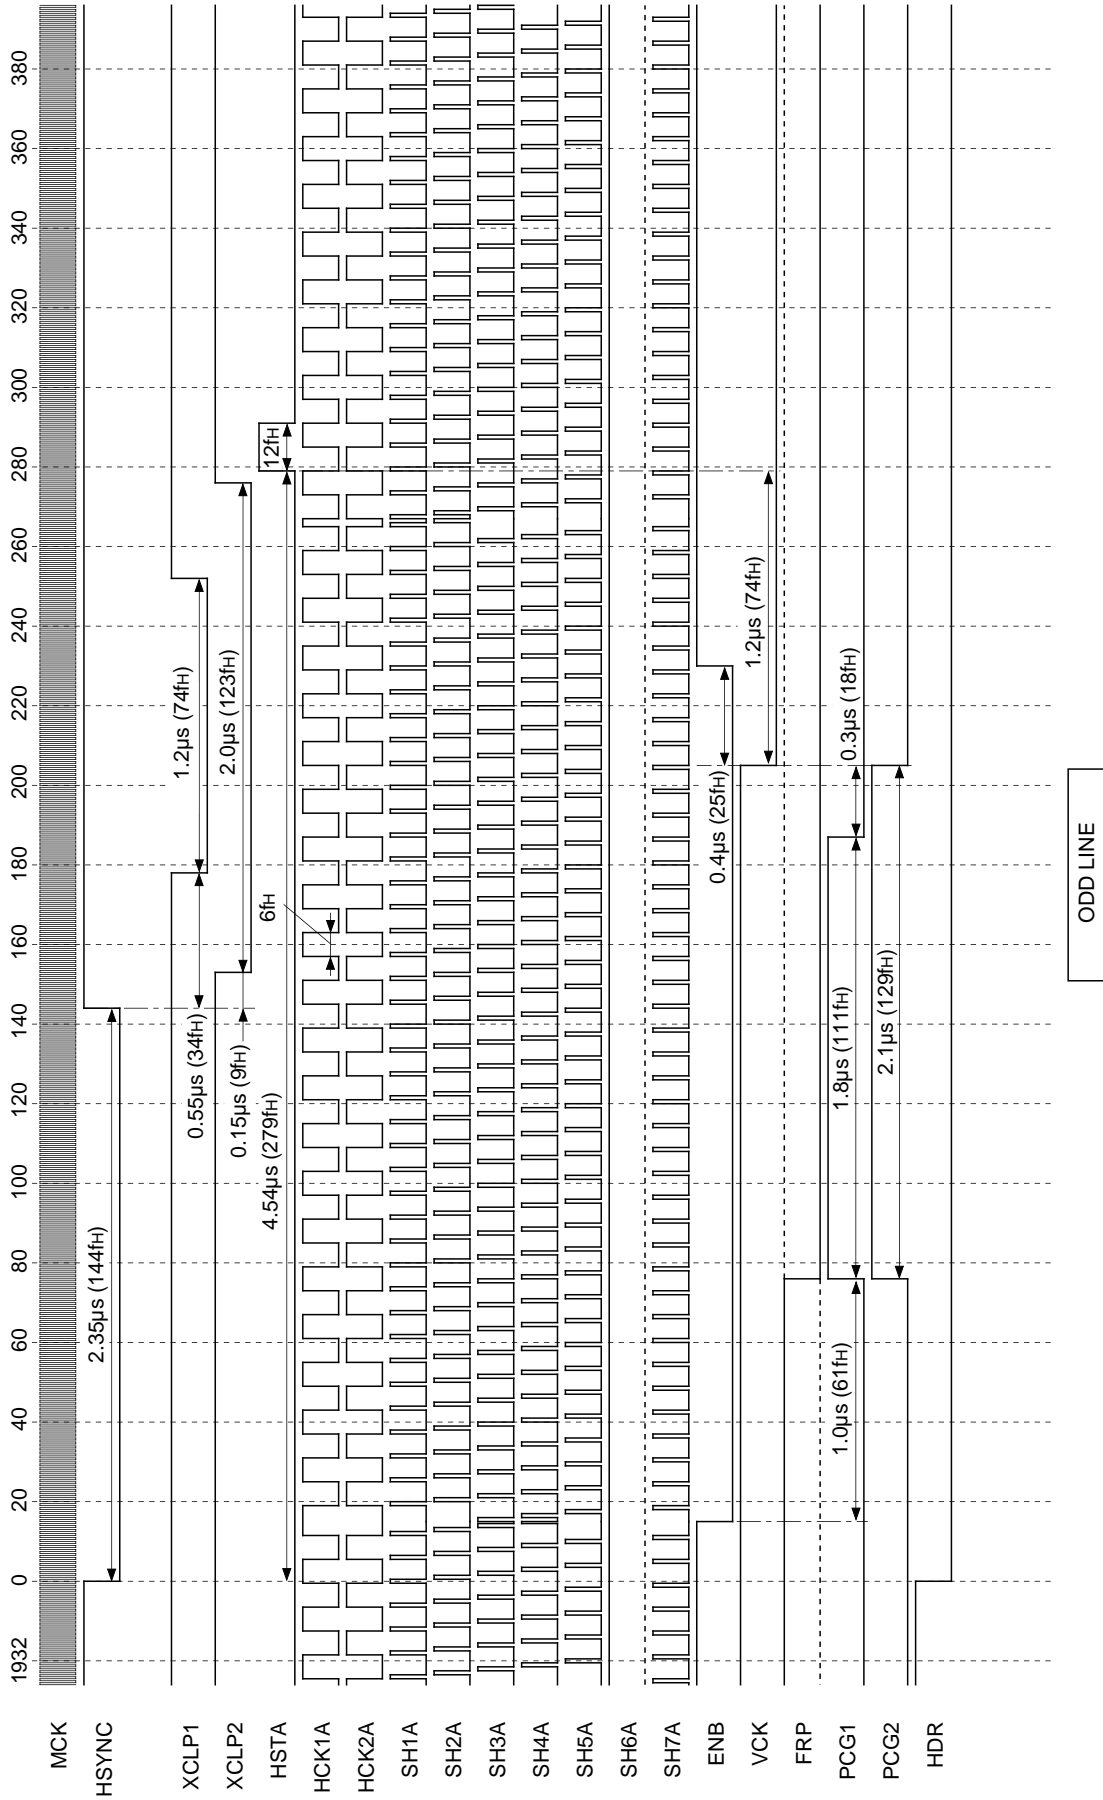 MCK
HSYNC
XCLP1
XCLP2
HSTA
HCK1A
HCK2A
SH1A
SH2A
SH3A
SH4A
SH5A
SH6A
SH7A
ENB
VCK
FRP
PCG1
PCG2
HDR
1932
0
20
40
60
80
100
120
140
160
180
200
220
240
260
280
300
320
340
360
380
2.35µs (144fH)
0.55µs (34fH)
1.2µs (74fH)
0.15µs (9fH)
2.0µs (123fH)
4.54µs (279fH)
12fH
6fH
0.4µs (25fH)
1.2µs (74fH)
1.0µs (61fH)
1.8µs (111fH)
0.3µs (18fH)
2.1µs (129fH)
ODD LINE